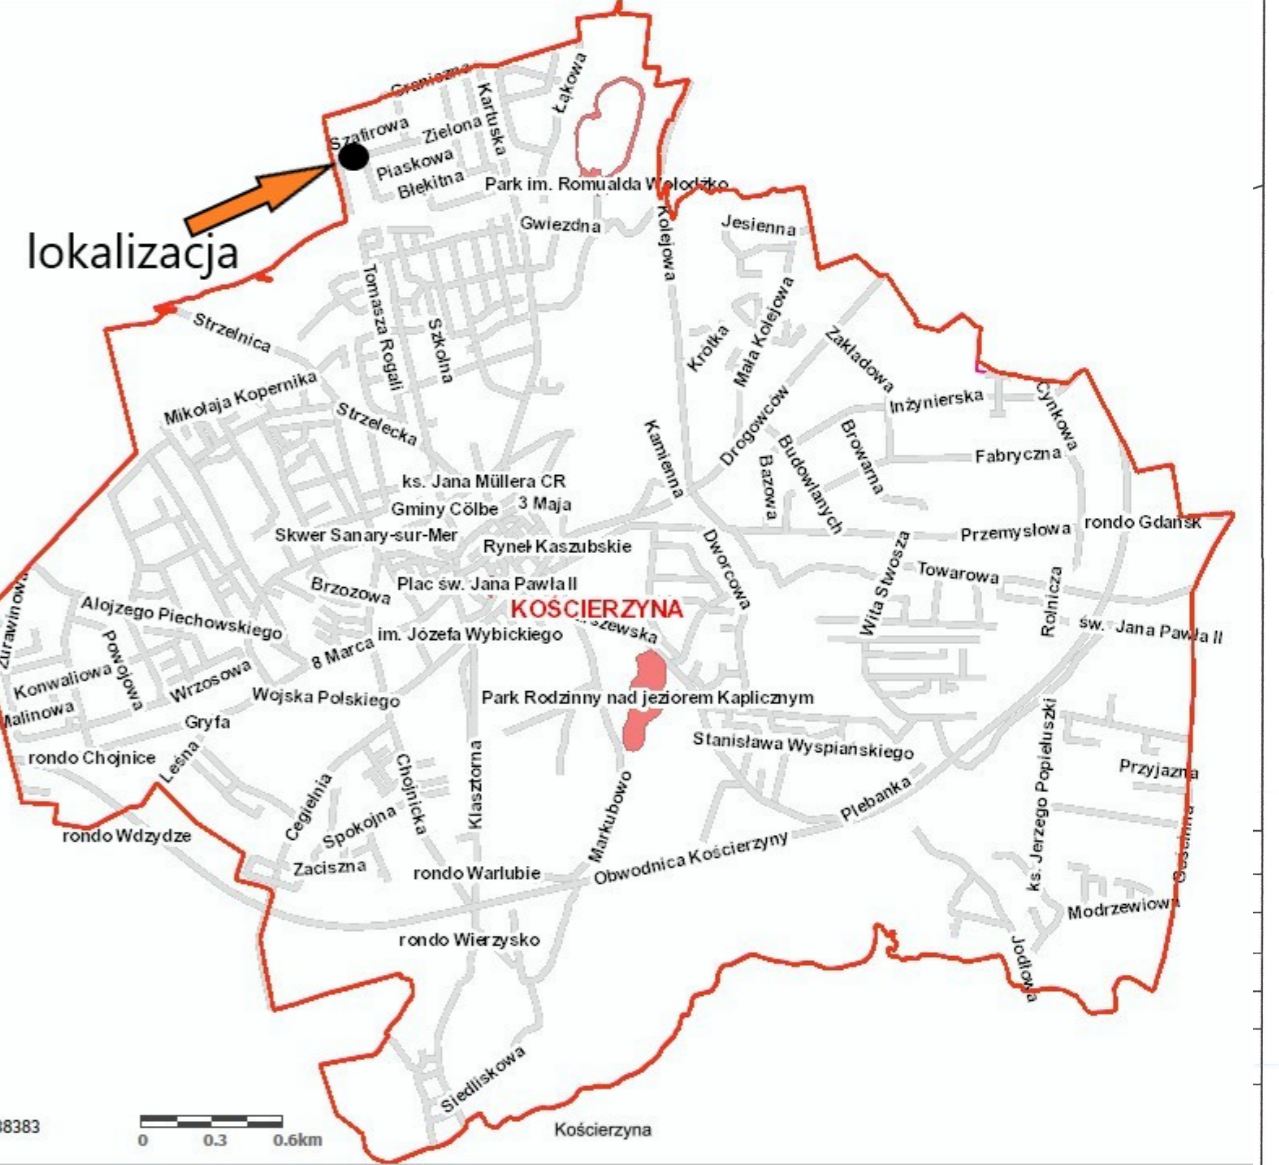 Graniczna
Łąkowa
Kartuska
Szafirowa
Zielona
Piaskowa
Błękitna
Park im. Romualda Wołodźko
lokalizacja
Gwiezdna
Kolejowa
Jesienna
Tomasza Rogali
Szkolna
Strzelnica
Krótka
Mała Kolejowa
Zakładowa
Mikołaja Kopernika
Strzelecka
Inżynierska
Cynkowa
Drogowców
Kamienna
Bazowa
Budowlanych
Browarna
Fabryczna
ks. Jana Müllera CR
Gminy Cölbe
3 Maja
Skwer Sanary-sur-Mer
Rynek Kaszubskie
Przemysłowa
rondo Gdańsk
Dworcowa
Wita Stwosza
Towarowa
Rolnicza
Brzozowa
Plac św. Jana Pawła II
KOŚCIERZYNA
Żurawinowa
Alojzego Piechowskiego
im. Józefa Wybickiego
szewska
św. Jana Pawła II
8 Marca
Powojowa
Konwaliowa
Wrzosowa
Malinowa
Wojska Polskiego
Park Rodzinny nad jeziorem Kaplicznym
Gryfa
rondo Chojnice
Leśna
Stanisława Wyspiańskiego
ks. Jerzego Popiełuszki
Przyjazna
Cegielnia
Chojnicka
Klasztorna
Markubowo
Plebanka
Gościnna
rondo Wdzydze
Spokojna
Zaciszna
rondo Warlubie
Obwodnica Kościerzyny
Modrzewiowa
rondo Wierzysko
Jodłowa
Siedliskowa
38383
0 0.3 0.6km
Kościerzyna